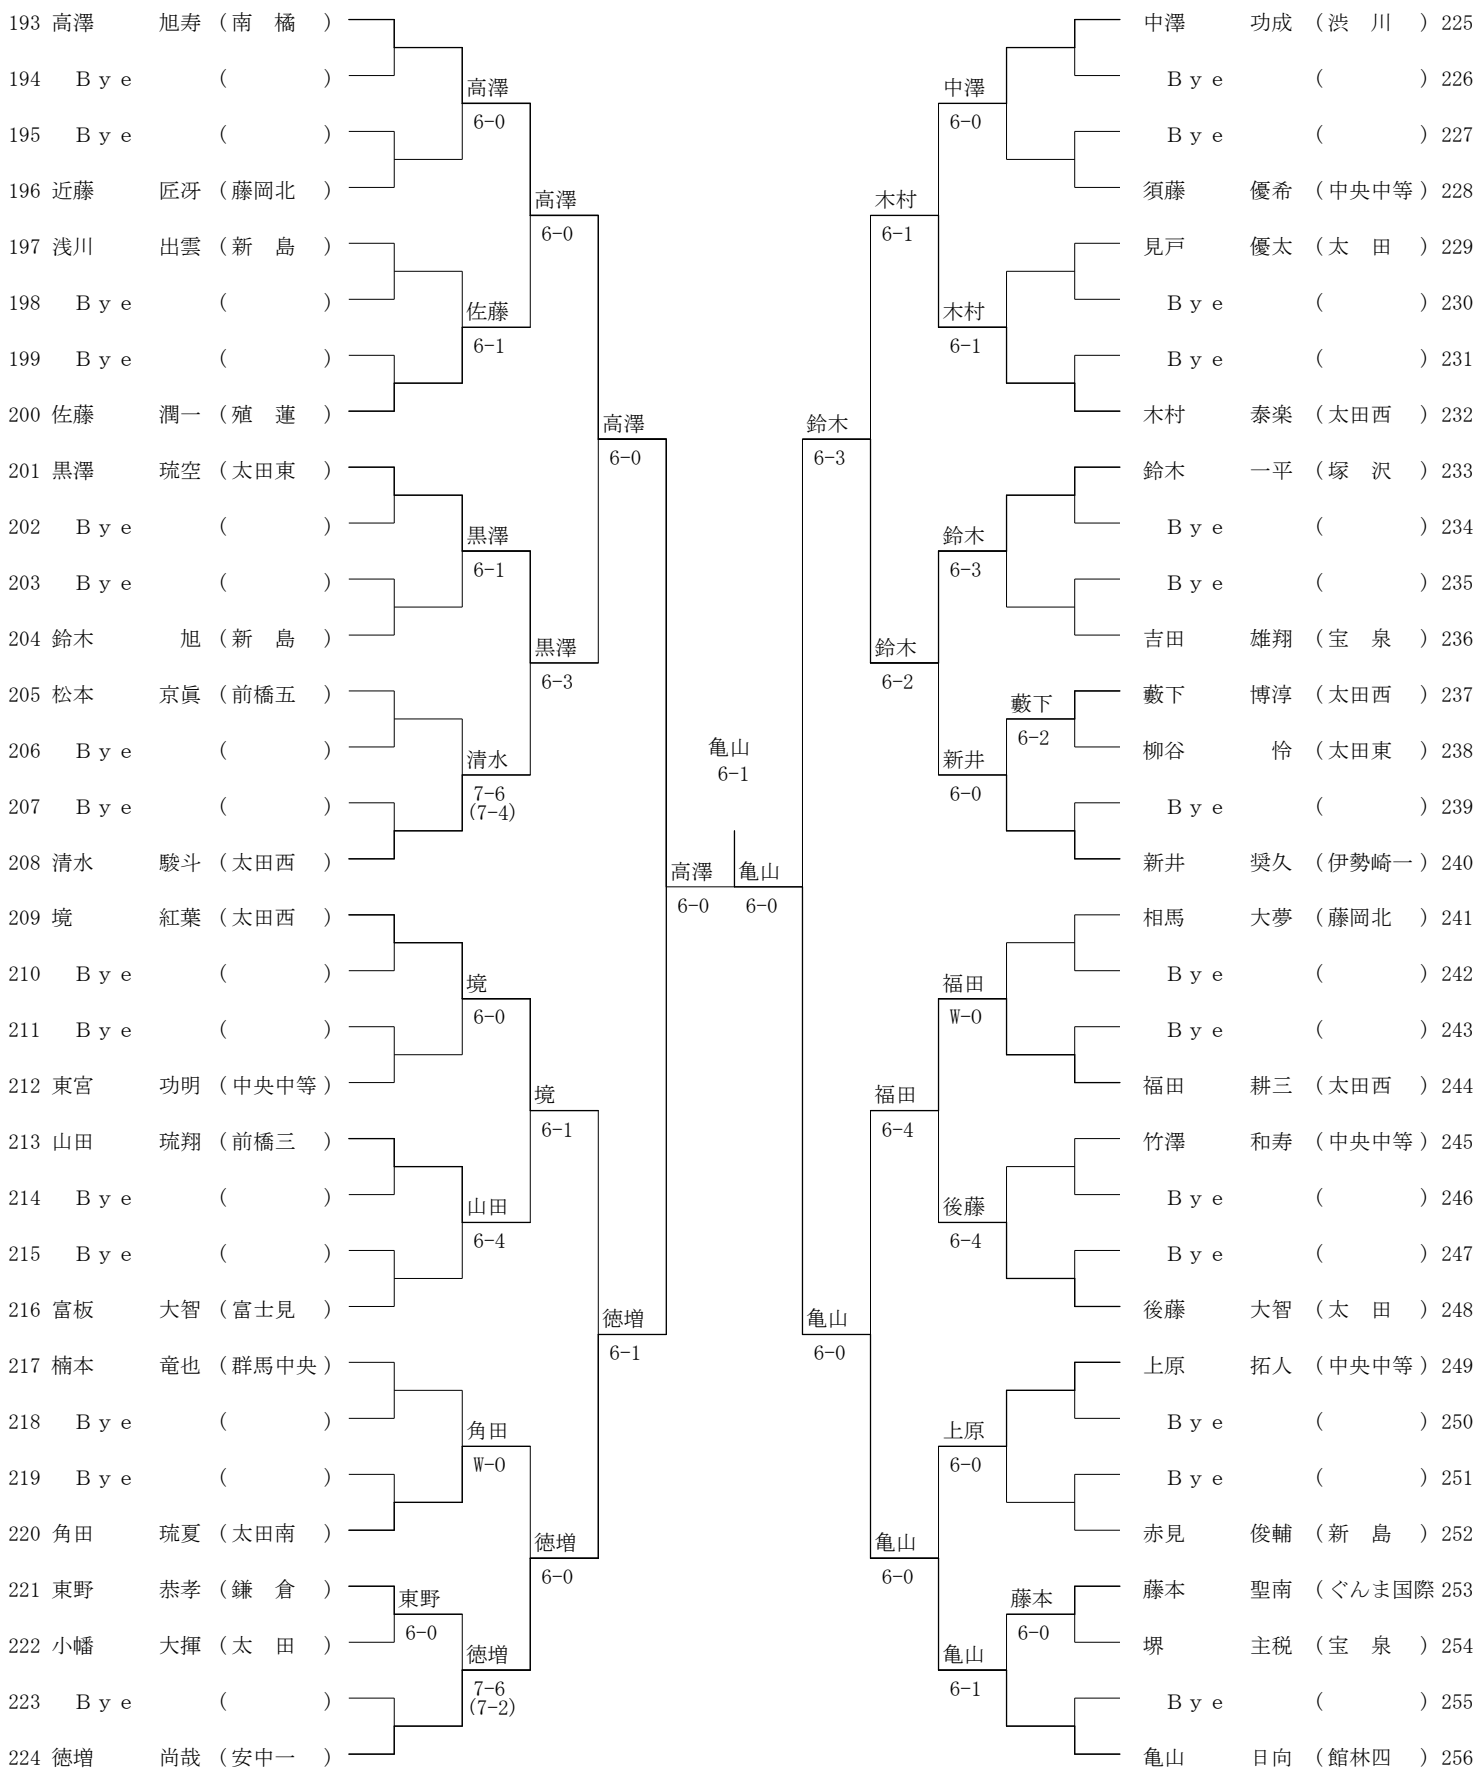 193 高澤 旭寿 （南 橘 ）
194 Ｂｙｅ （ ）
195 Ｂｙｅ （ ）
196 近藤 匠冴 （藤岡北 ）
197 浅川 出雲 （新 島 ）
198 Ｂｙｅ （ ）
199 Ｂｙｅ （ ）
200 佐藤 潤一 （殖 蓮 ）
201 黒澤 琉空 （太田東 ）
202 Ｂｙｅ （ ）
203 Ｂｙｅ （ ）
204 鈴木 旭 （新 島 ）
205 松本 京眞 （前橋五 ）
206 Ｂｙｅ （ ）
207 Ｂｙｅ （ ）
208 清水 駿斗 （太田西 ）
209 境 紅葉 （太田西 ）
210 Ｂｙｅ （ ）
211 Ｂｙｅ （ ）
212 東宮 功明 （中央中等 ）
213 山田 琉翔 （前橋三 ）
214 Ｂｙｅ （ ）
215 Ｂｙｅ （ ）
216 富板 大智 （富士見 ）
217 楠本 竜也 （群馬中央 ）
218 Ｂｙｅ （ ）
219 Ｂｙｅ （ ）
220 角田 琉夏 （太田南 ）
221 東野 恭孝 （鎌 倉 ）
222 小幡 大揮 （太 田 ）
223 Ｂｙｅ （ ）
224 徳増 尚哉 （安中一 ）
東野
6-0
高澤
6-0
佐藤
6-1
黒澤
6-1
清水
7-6
(7-4)
境
6-0
山田
6-4
角田
W-0
徳増
7-6
(7-2)
高澤
6-0
黒澤
6-3
境
6-1
徳増
6-0
高澤
6-0
徳増
6-1
高澤
6-0
亀山
6-1
亀山
6-0
鈴木
6-3
亀山
6-0
木村
6-1
鈴木
6-2
福田
6-4
亀山
6-0
中澤
6-0
木村
6-1
鈴木
6-3
新井
6-0
福田
W-0
後藤
6-4
上原
6-0
亀山
6-1
藪下
6-2
藤本
6-0
中澤 功成 （渋 川 ） 225
Ｂｙｅ （ ） 226
Ｂｙｅ （ ） 227
須藤 優希 （中央中等 ） 228
見戸 優太 （太 田 ） 229
Ｂｙｅ （ ） 230
Ｂｙｅ （ ） 231
木村 泰楽 （太田西 ） 232
鈴木 一平 （塚 沢 ） 233
Ｂｙｅ （ ） 234
Ｂｙｅ （ ） 235
吉田 雄翔 （宝 泉 ） 236
藪下 博淳 （太田西 ） 237
柳谷 怜 （太田東 ） 238
Ｂｙｅ （ ） 239
新井 奨久 （伊勢崎一 ） 240
相馬 大夢 （藤岡北 ） 241
Ｂｙｅ （ ） 242
Ｂｙｅ （ ） 243
福田 耕三 （太田西 ） 244
竹澤 和寿 （中央中等 ） 245
Ｂｙｅ （ ） 246
Ｂｙｅ （ ） 247
後藤 大智 （太 田 ） 248
上原 拓人 （中央中等 ） 249
Ｂｙｅ （ ） 250
Ｂｙｅ （ ） 251
赤見 俊輔 （新 島 ） 252
藤本 聖南 （ぐんま国際 253
堺 主税 （宝 泉 ） 254
Ｂｙｅ （ ） 255
亀山 日向 （館林四 ） 256